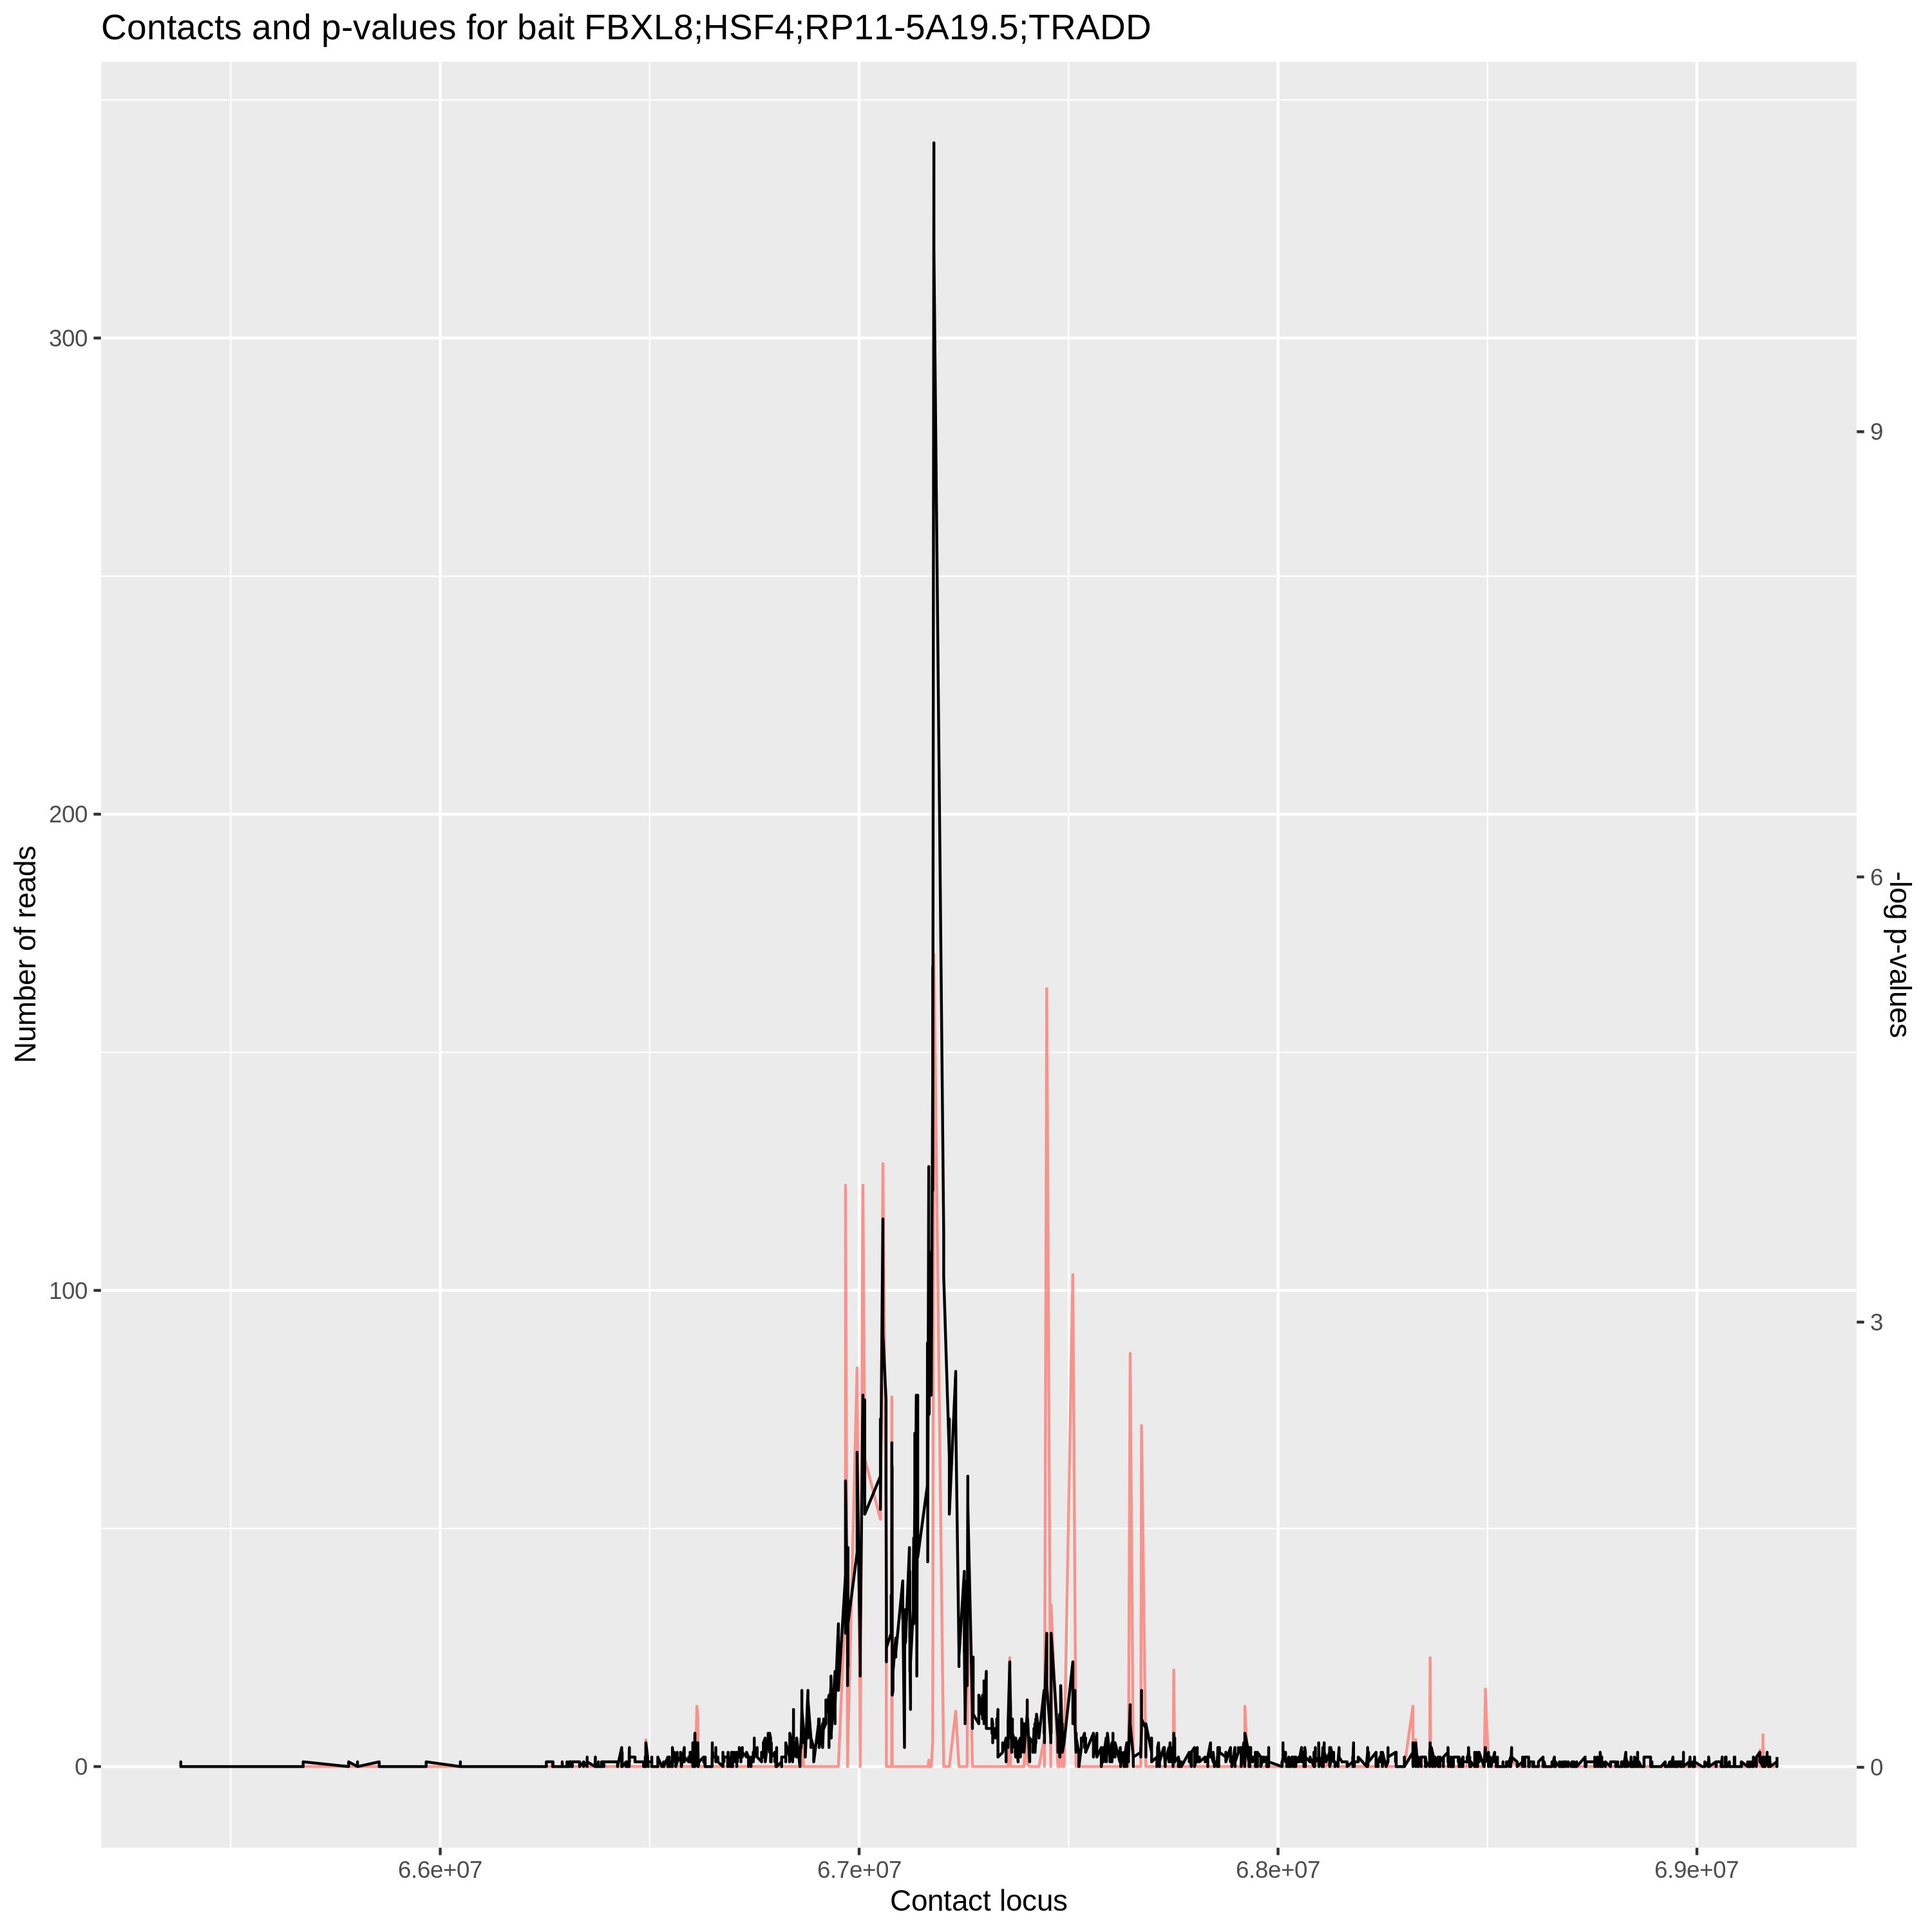 Contacts and p-values for bait FBXL8;HSF4;RP11-5A19.5;TRADD
Number of reads
300
200
100
0
9
6
3
0
-log p-values
6.6e+07
6.7e+07
6.8e+07
6.9e+07
Contact locus